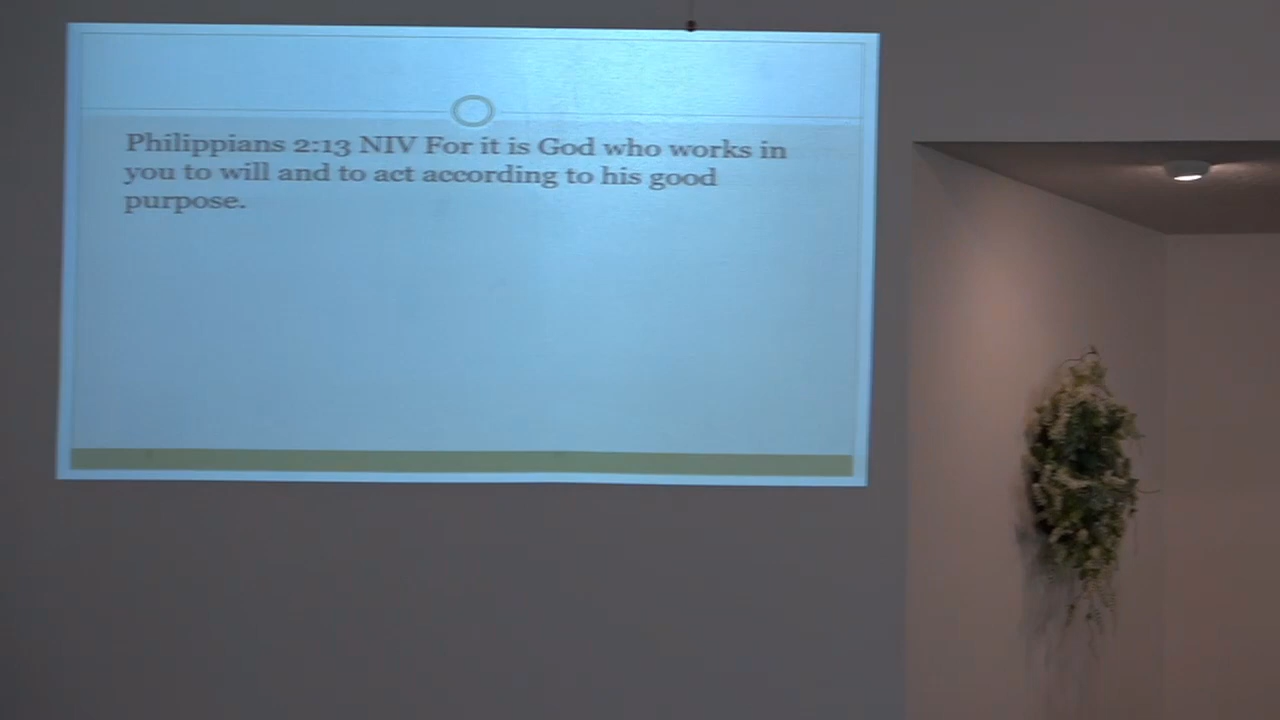 Philippians 2:13 NIV For it is God who works in
you to will and to act according to his good
purpose.